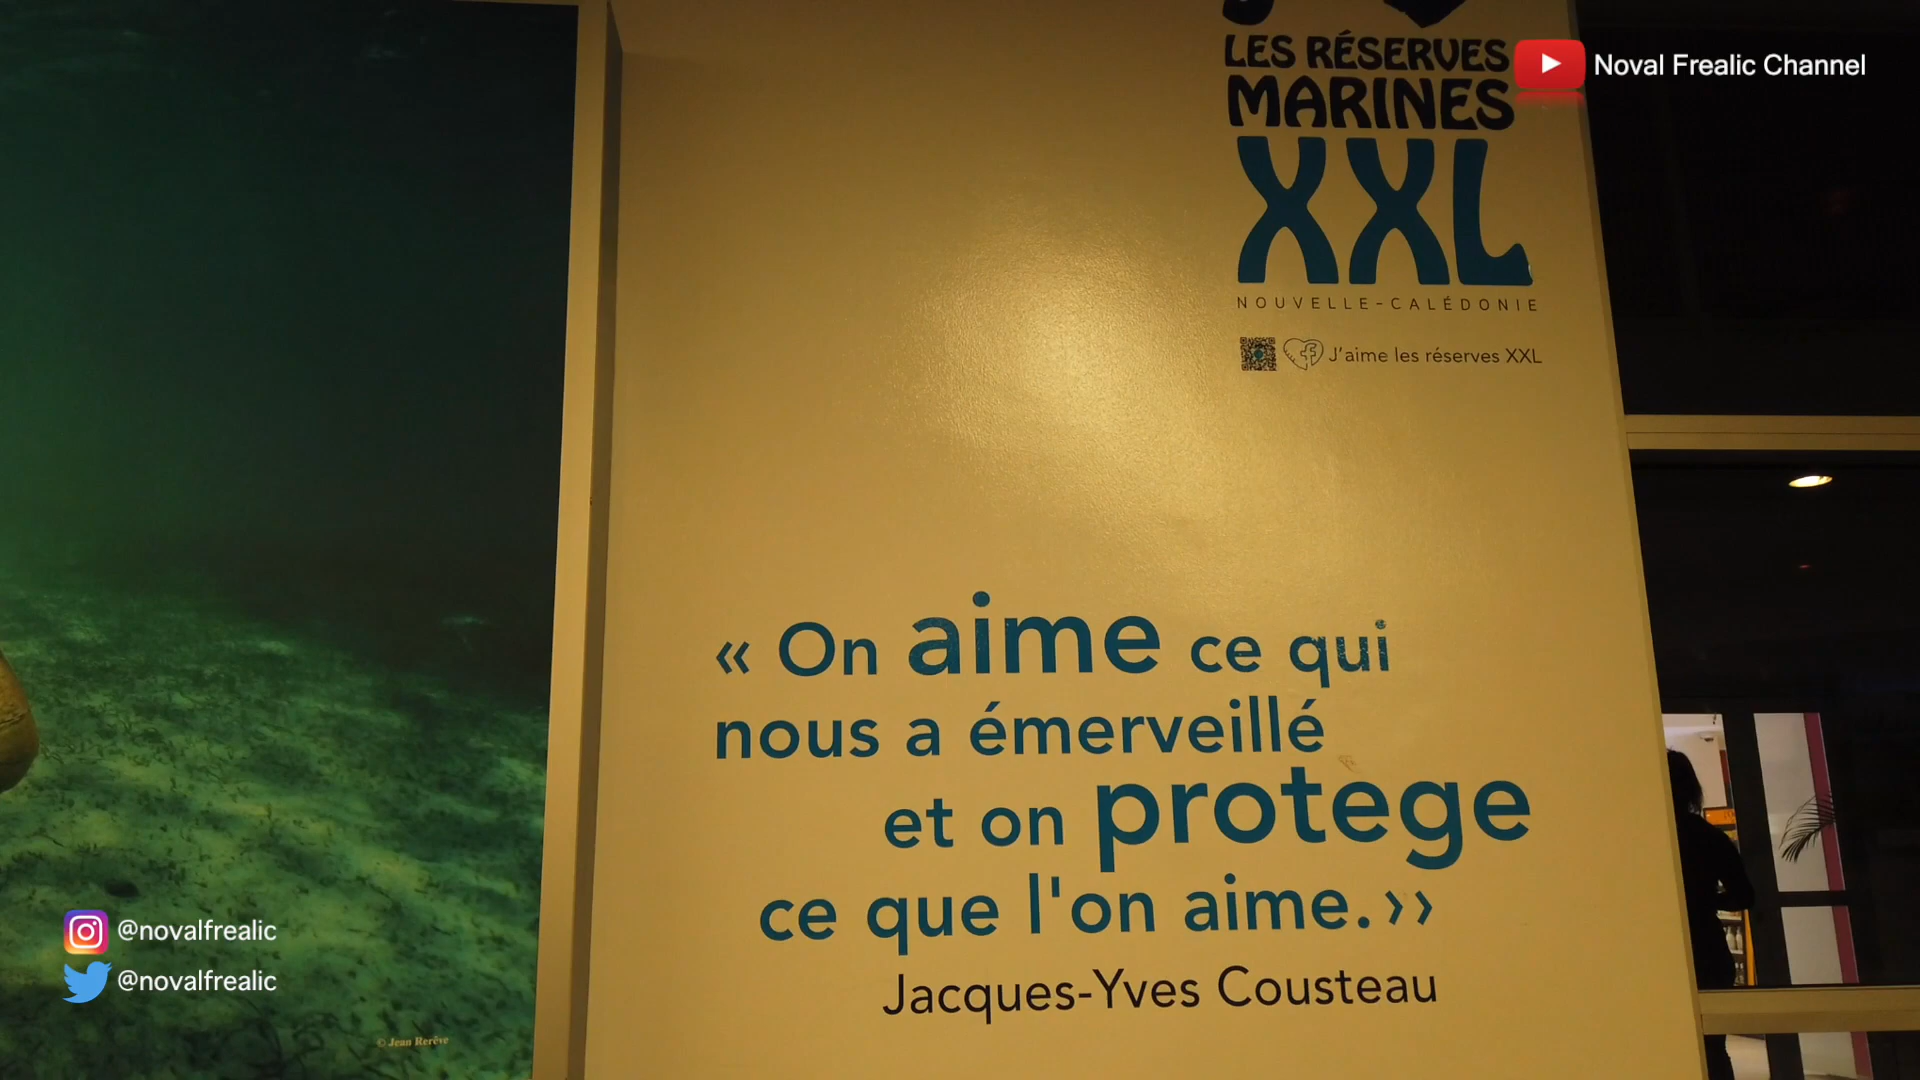 LES RÉSERVES
MARINES
XXL
NOUVELLE-CALÉDONIE
J'aime les réserves XXL
Noval Frealic Channel
« On aime ce qui
nous a émerveillé
et on protege
ce que l'on aime.››
Jacques-Yves Cousteau
@novalfrealic
@novalfrealic
© Jean Rerêve